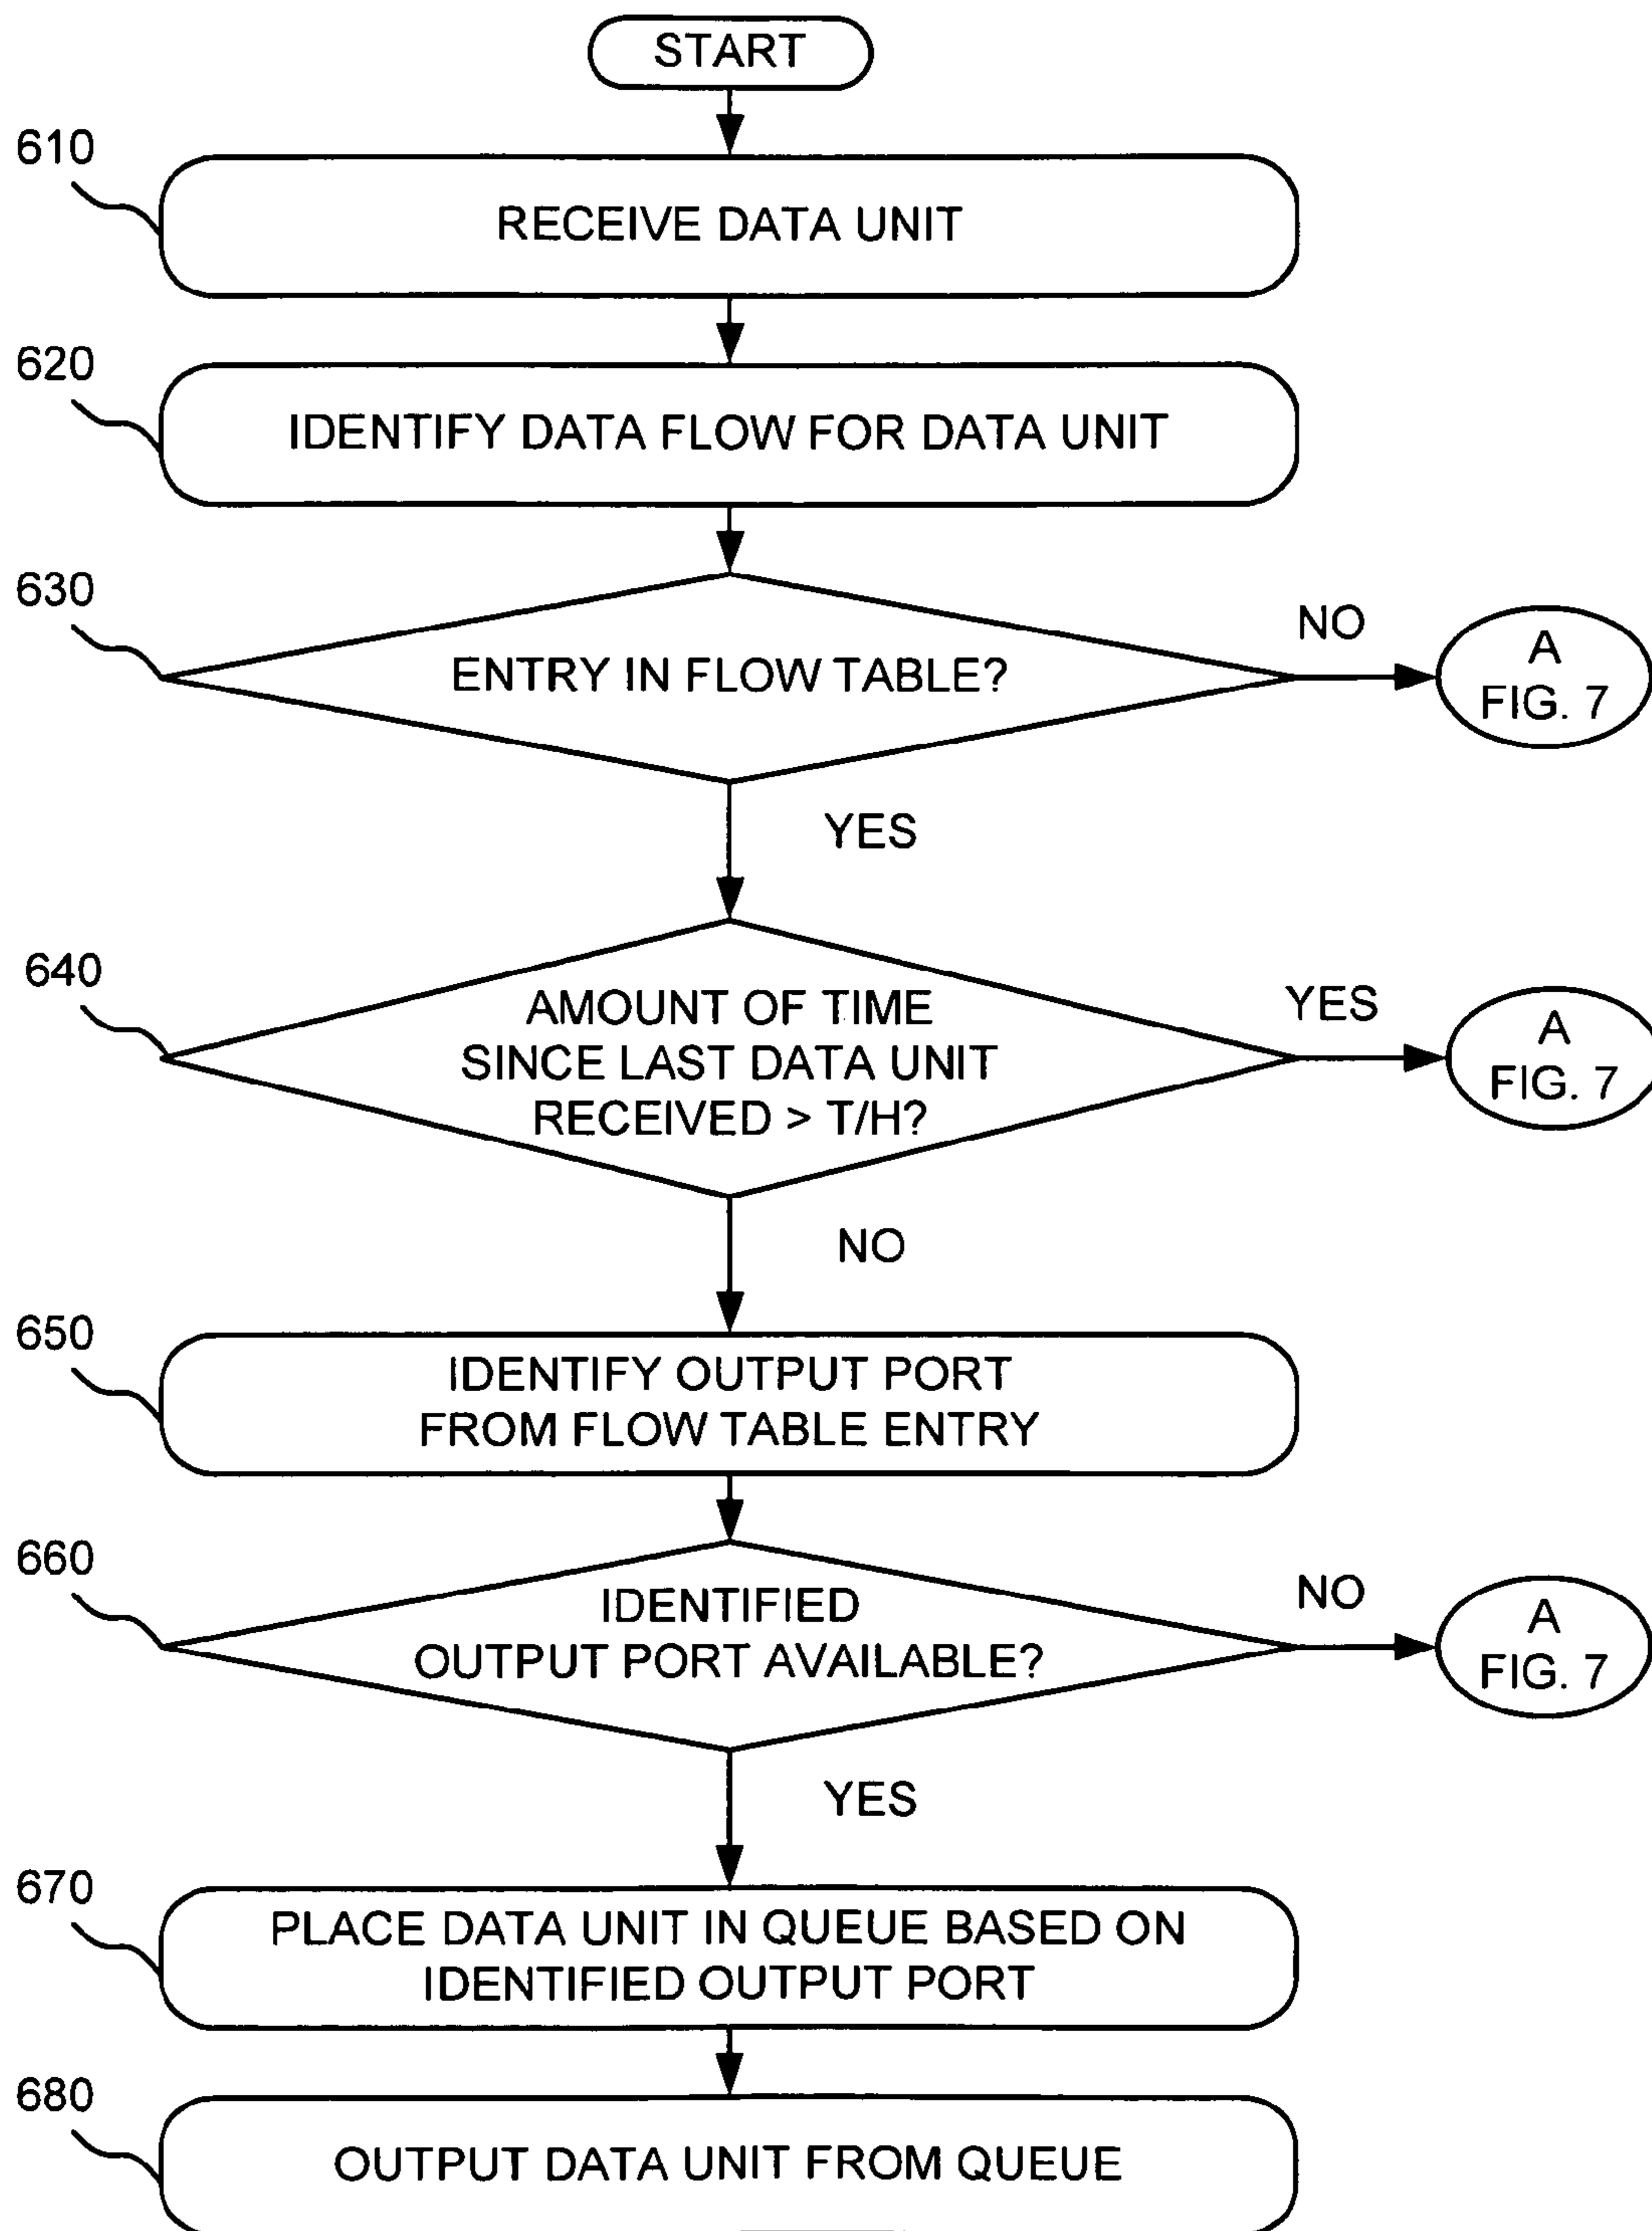 START
610
RECEIVE DATA UNIT
620
IDENTIFY DATA FLOW FOR DATA UNIT
630
ENTRY IN FLOW TABLE?
NO
A
FIG. 7
YES
640
AMOUNT OF TIME
SINCE LAST DATA UNIT
RECEIVED > T/H?
YES
A
FIG. 7
NO
650
IDENTIFY OUTPUT PORT
FROM FLOW TABLE ENTRY
660
IDENTIFIED
OUTPUT PORT AVAILABLE?
NO
A
FIG. 7
YES
670
PLACE DATA UNIT IN QUEUE BASED ON
IDENTIFIED OUTPUT PORT
680
OUTPUT DATA UNIT FROM QUEUE